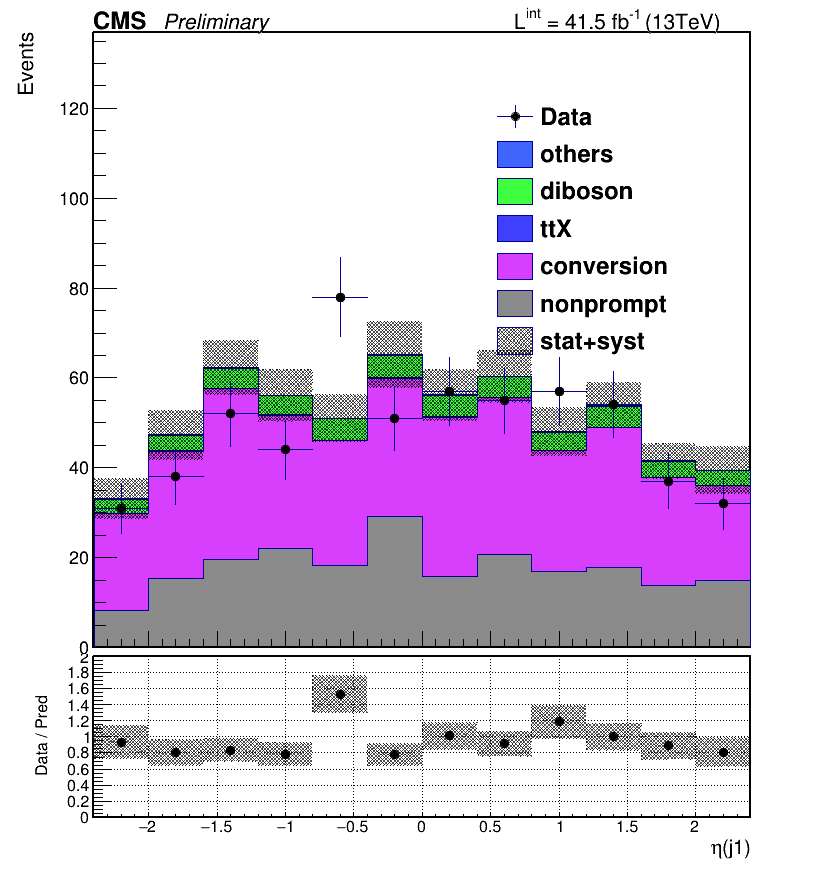 CMS Preliminary L^int = 41.5 fb^-1 (13TeV)
Events
120
100
80
60
40
20
0
Data
others
diboson
ttX
conversion
nonprompt
stat+syst
Data / Pred
2
1.8
1.6
1.4
1.2
1
0.8
0.6
0.4
0.2
0
−2 −1.5 −1 −0.5 0 0.5 1 1.5 2
η(j1)